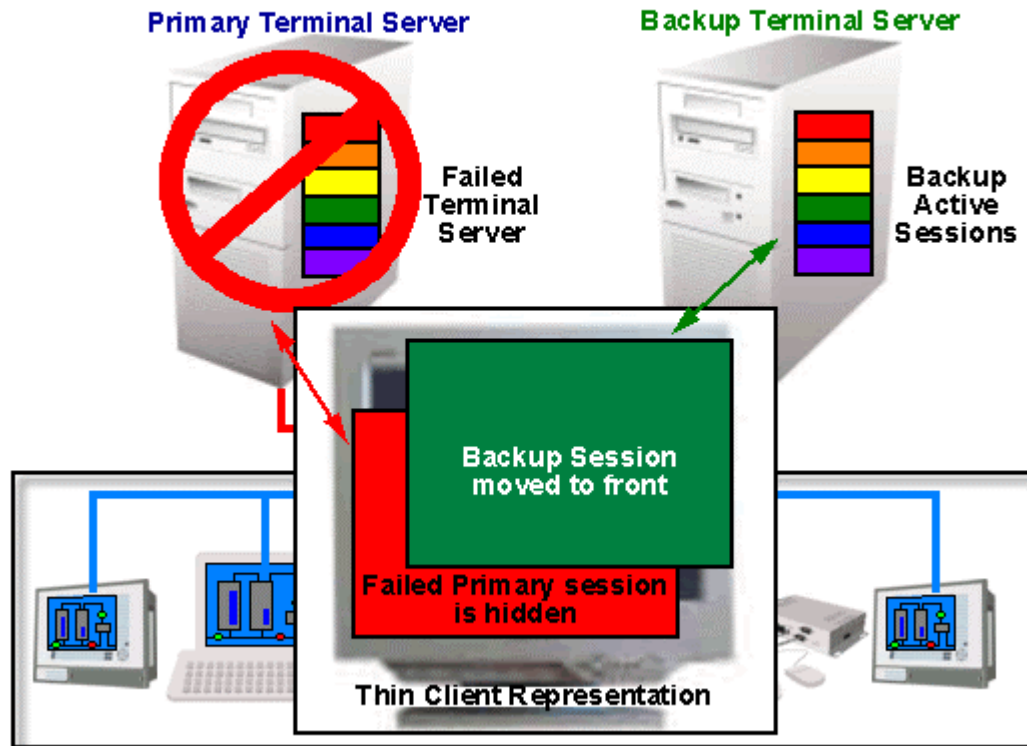 Primary Terminal Server
Backup Terminal Server
Failed
Terminal
Server
Backup
Active
Sessions
Backup Session
moved to front
Failed Primary session
is hidden
Thin Client Representation